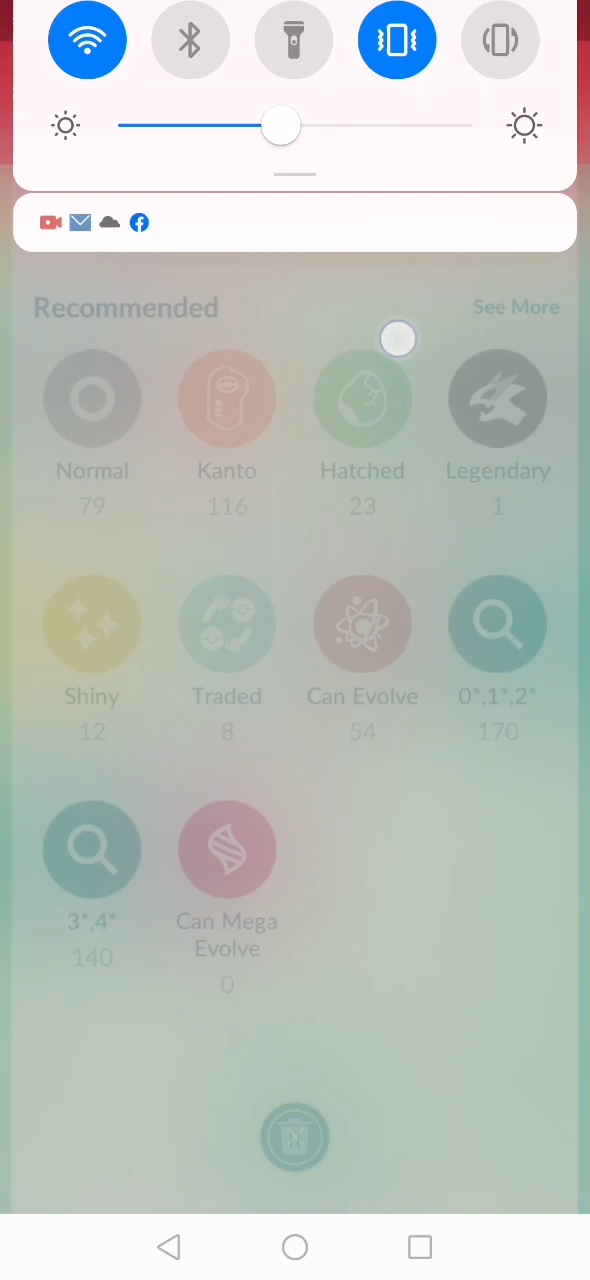 Recommended See More
Normal Kanto Hatched Legendary
79 116 23 1
Shiny Traded Can Evolve 0*,1*,2*
12 8 54 170
3*,4* Can Mega
Evolve
140 0